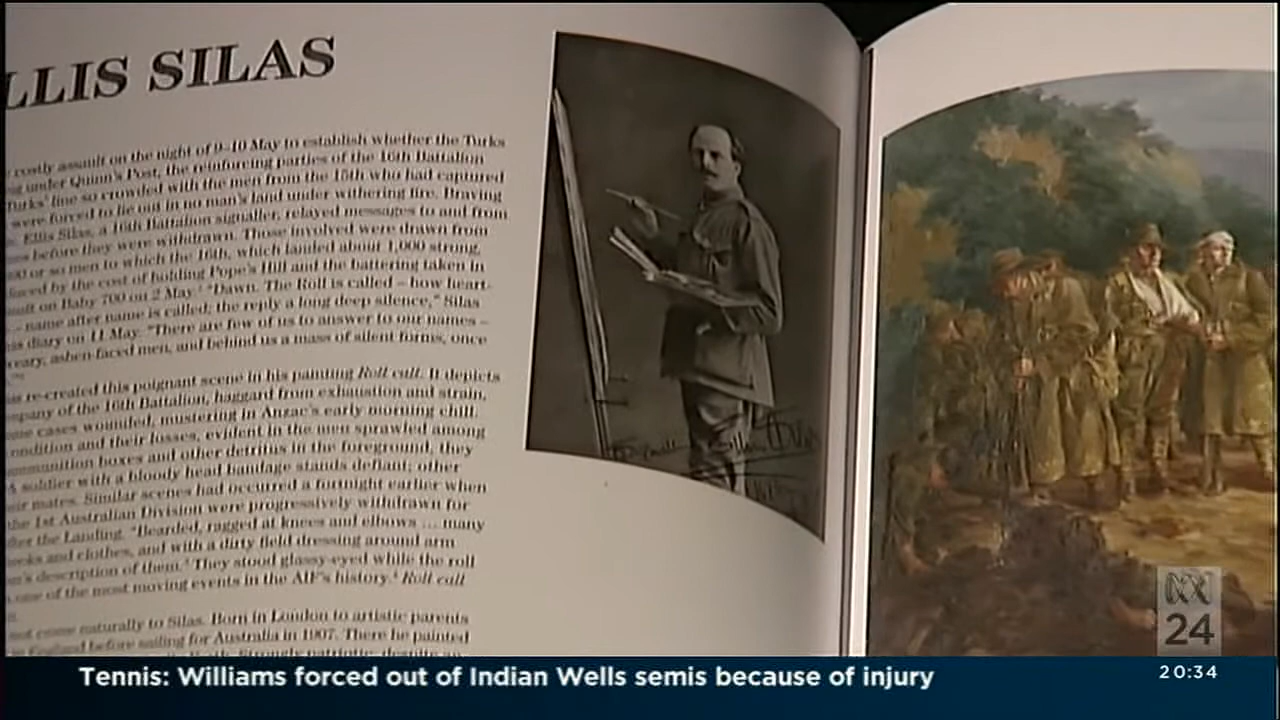 LLIS SILAS
costly assault on the night of 9–10 May to establish whether the Turks
under Quinn's Post, the reinforcing parties of the 16th Battalion
Turks' line so crowded with the men from the 15th who had captured
were forced to lie out in no man's land under withering fire. Braving
Ellis Silas, a 16th Battalion signaller, relayed messages to and from
before they were withdrawn. Those involved were drawn from
or so men to which the 16th, which landed about 1,000 strong,
by the cost of holding Pope's Hill and the battering taken in
on Baby 700 on 2 May. "Dawn. The Roll is called – how heart-
– name after name is called; the reply a long deep silence," Silas
his diary on 11 May. "There are few of us to answer to our names –
weary, ashen-faced men, and behind us a mass of silent forms, once
re-created this poignant scene in his painting Roll call. It depicts
company of the 16th Battalion, haggard from exhaustion and strain,
some cases wounded, mustering in Anzac's early morning chill.
condition and their losses, evident in the men sprawled among
ammunition boxes and other detritus in the foreground, they
A soldier with a bloody head bandage stands defiant; other
their mates. Similar scenes had occurred a fortnight earlier when
the 1st Australian Division were progressively withdrawn for
after the Landing. "Bearded, ragged at knees and elbows ... many
and clothes, and with a dirty field dressing around arm
description of them. They stood glassy-eyed while the roll
one of the most moving events in the AIF's history.⁴ Roll call
not come naturally to Silas. Born in London to artistic parents
in England before sailing for Australia in 1907. There he painted
Strongly patriotic, despite
24
Tennis: Williams forced out of Indian Wells semis because of injury
20:34